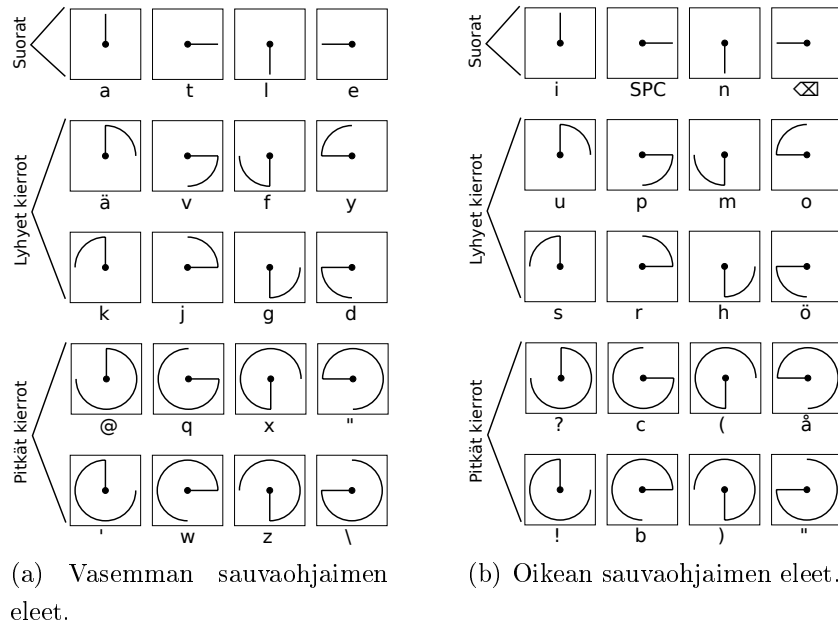 Suorat
a t l e
Lyhyet kierrot
ä v f y
k j g d
Pitkät kierrot
@ q x "
' w z \
(a) Vasemman sauvaohjaimen
eleet.
Suorat
i SPC n ⌫
Lyhyet kierrot
u p m o
s r h ö
Pitkät kierrot
? c ( å
! b ) "
(b) Oikean sauvaohjaimen eleet.